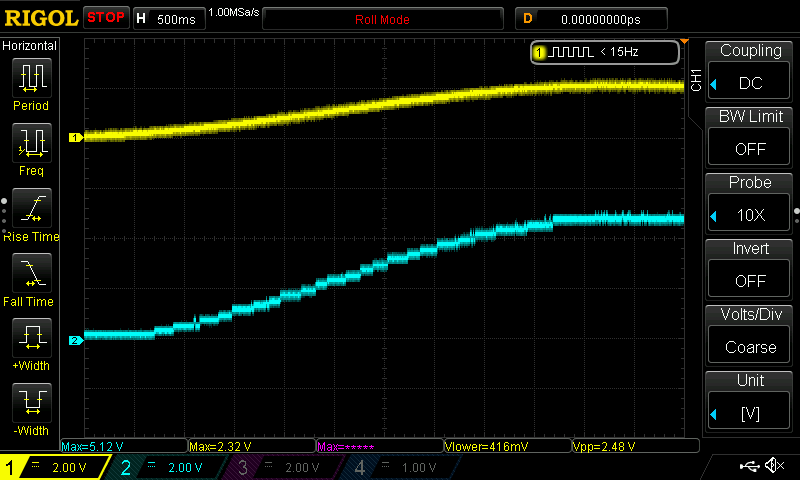 RIGOL STOP H 500ms 1.00MSa/s Roll Mode D 0.00000000ps
Horizontal
Period
Freq
Rise Time
Fall Time
+Width
-Width
1 < 15Hz
1
2
CH1
Coupling
DC
BW Limit
OFF
Probe
10X
Invert
OFF
Volts/Div
Coarse
Unit
[V]
Max=5.12 V Max=2.32 V Max=***** Vlower=416mV Vpp=2.48 V
1 = 2.00 V 2 = 2.00 V 3 = 2.00 V 4 = 1.00 V